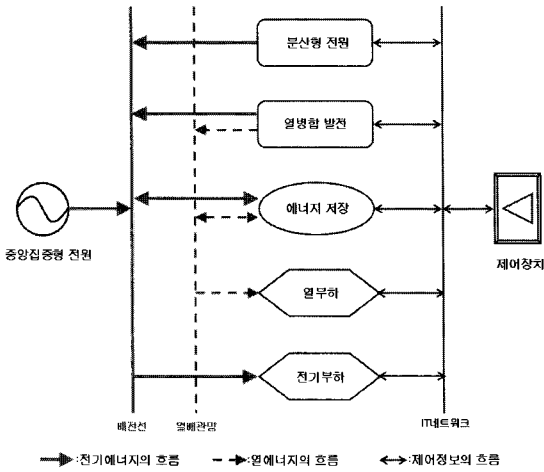 분산형 전원
열병합 발전
에너지 저장
중앙집중형 전원
제어장치
열부하
전기부하
배전선
열배관망
IT네트워크
:전기에너지의 흐름
:열에너지의 흐름
:제어정보의 흐름